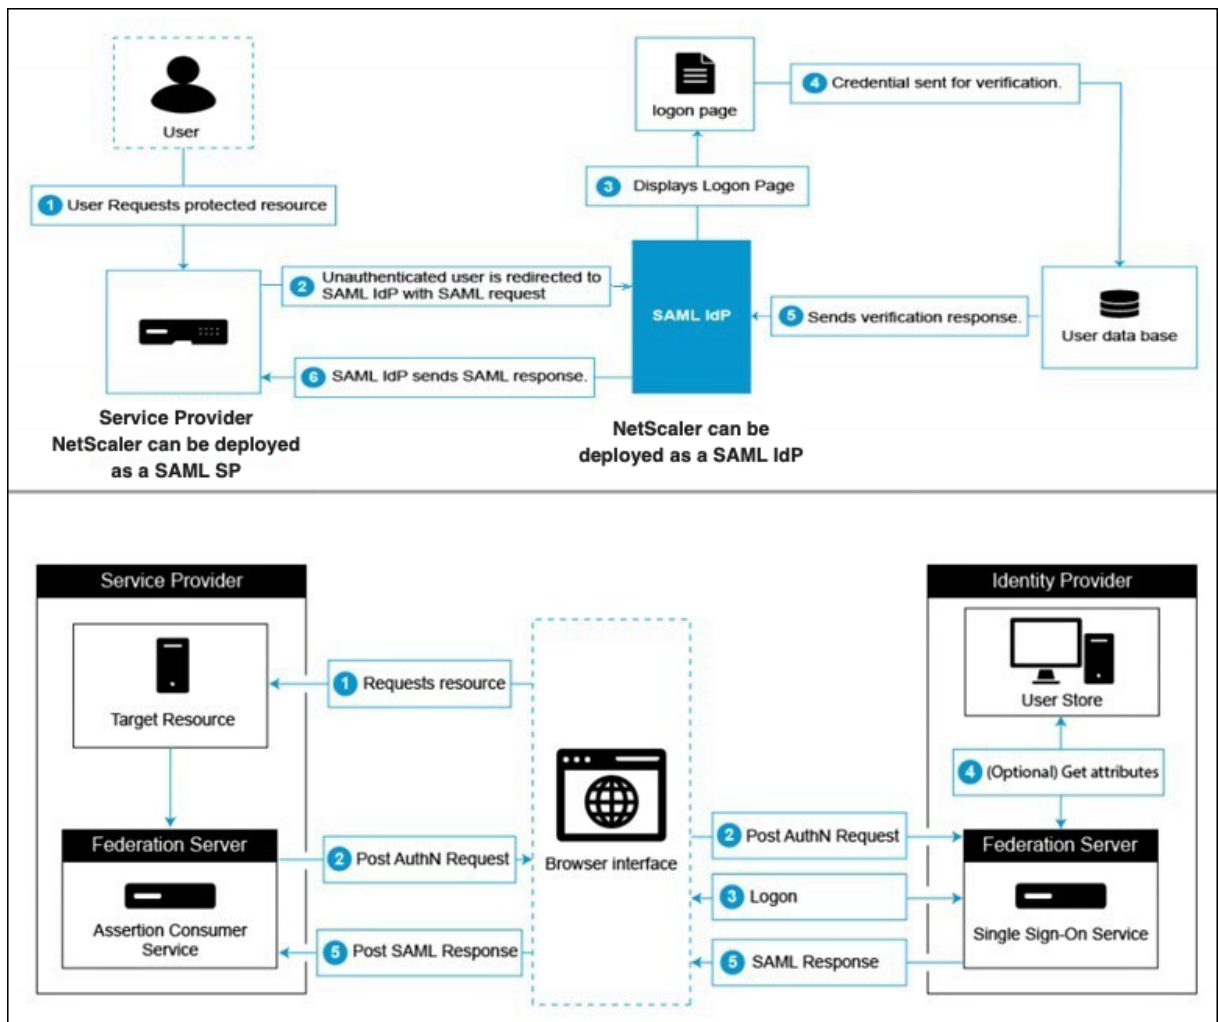 User
1 User Requests protected resource
2 Unauthenticated user is redirected to
SAML IdP with SAML request
logon page
3 Displays Logon Page
4 Credential sent for verification.
SAML IdP
5 Sends verification response.
User data base
6 SAML IdP sends SAML response.
Service Provider
NetScaler can be deployed
as a SAML SP
NetScaler can be
deployed as a SAML IdP
Service Provider
Target Resource
1 Requests resource
Federation Server
Assertion Consumer
Service
2 Post AuthN Request
5 Post SAML Response
Browser interface
2 Post AuthN Request
3 Logon
5 SAML Response
Identity Provider
User Store
4 (Optional) Get attributes
Federation Server
Single Sign-On Service